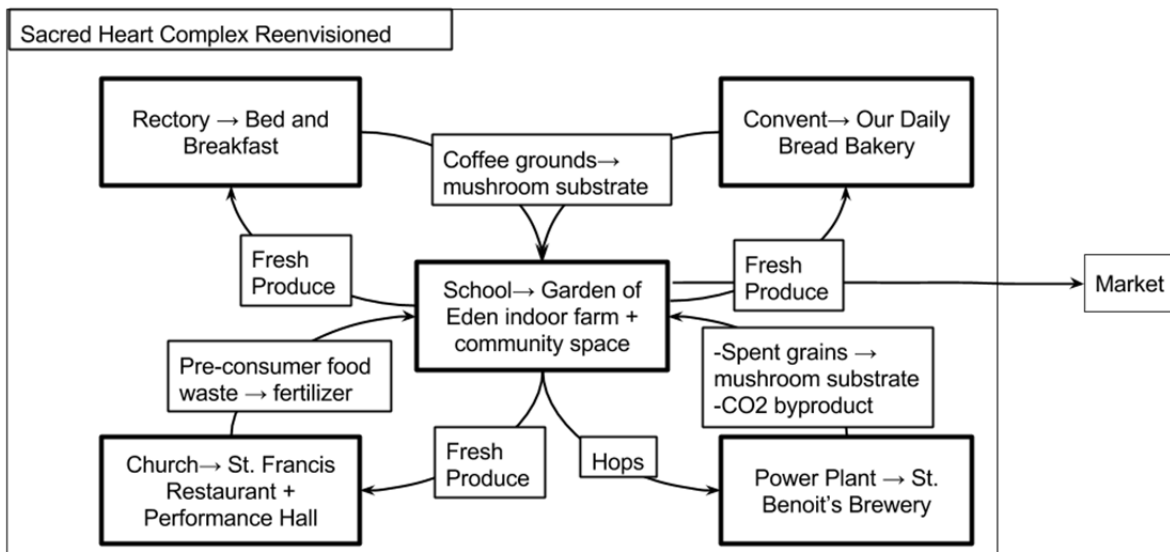 Sacred Heart Complex Reenvisioned
Rectory → Bed and
Breakfast
Convent→ Our Daily
Bread Bakery
Coffee grounds→
mushroom substrate
Fresh
Produce
Fresh
Produce
School→ Garden of
Eden indoor farm +
community space
Market
Pre-consumer food
waste → fertilizer
-Spent grains →
mushroom substrate
-CO2 byproduct
Church→ St. Francis
Restaurant +
Performance Hall
Fresh
Produce
Hops
Power Plant → St.
Benoit’s Brewery